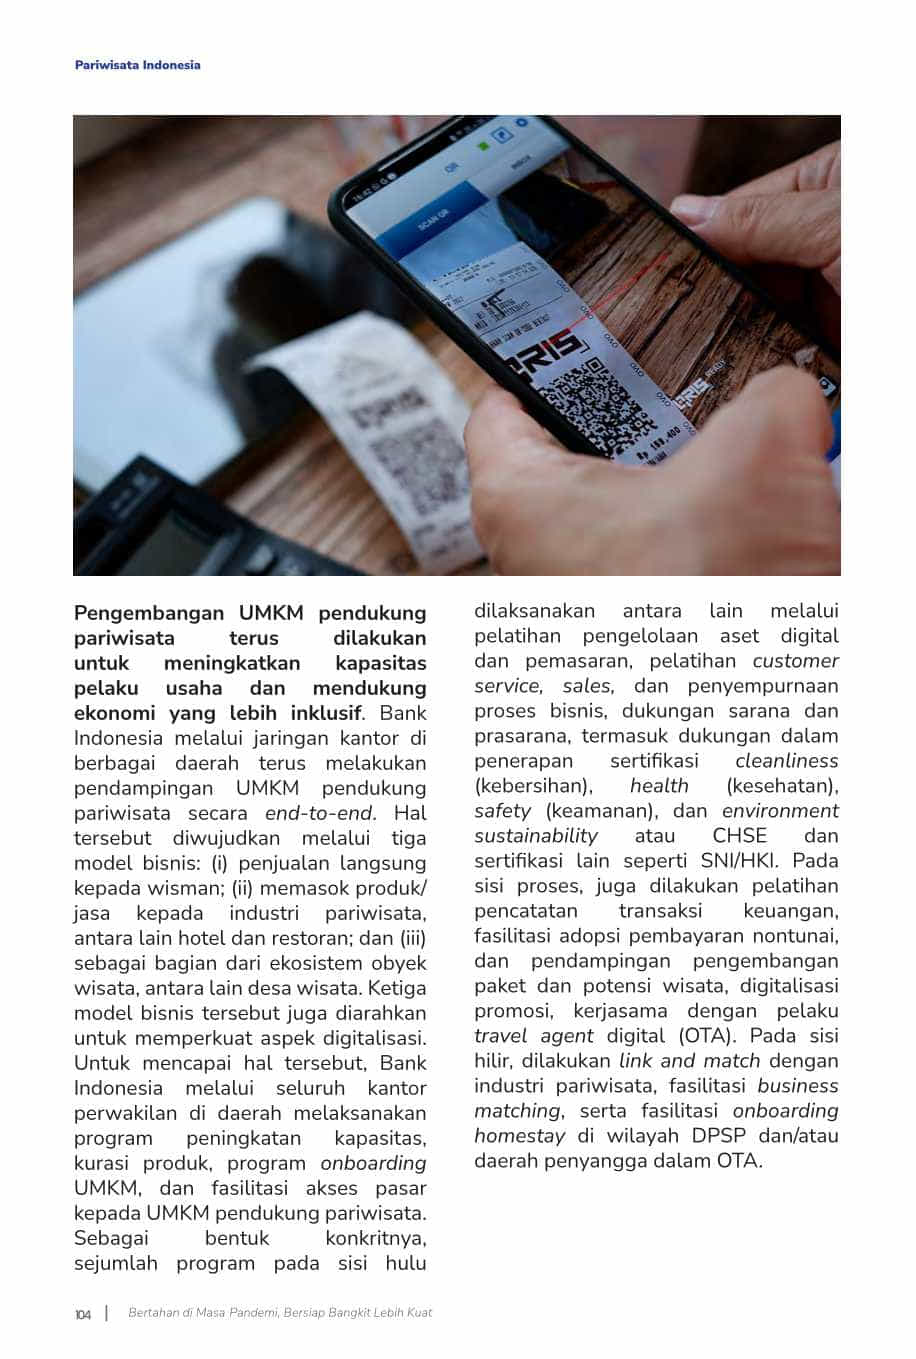 Pariwisata Indonesia
QR
INBOX
SCAN QR
QRIS
Rp 188.400
Pengembangan UMKM pendukung
pariwisata terus dilakukan
untuk meningkatkan kapasitas
pelaku usaha dan mendukung
ekonomi yang lebih inklusif. Bank
Indonesia melalui jaringan kantor di
berbagai daerah terus melakukan
pendampingan UMKM pendukung
pariwisata secara end-to-end. Hal
tersebut diwujudkan melalui tiga
model bisnis: (i) penjualan langsung
kepada wisman; (ii) memasok produk/
jasa kepada industri pariwisata,
antara lain hotel dan restoran; dan (iii)
sebagai bagian dari ekosistem obyek
wisata, antara lain desa wisata. Ketiga
model bisnis tersebut juga diarahkan
untuk memperkuat aspek digitalisasi.
Untuk mencapai hal tersebut, Bank
Indonesia melalui seluruh kantor
perwakilan di daerah melaksanakan
program peningkatan kapasitas,
kurasi produk, program onboarding
UMKM, dan fasilitasi akses pasar
kepada UMKM pendukung pariwisata.
Sebagai bentuk konkritnya,
sejumlah program pada sisi hulu
dilaksanakan antara lain melalui
pelatihan pengelolaan aset digital
dan pemasaran, pelatihan customer
service, sales, dan penyempurnaan
proses bisnis, dukungan sarana dan
prasarana, termasuk dukungan dalam
penerapan sertifikasi cleanliness
(kebersihan), health (kesehatan),
safety (keamanan), dan environment
sustainability atau CHSE dan
sertifikasi lain seperti SNI/HKI. Pada
sisi proses, juga dilakukan pelatihan
pencatatan transaksi keuangan,
fasilitasi adopsi pembayaran nontunai,
dan pendampingan pengembangan
paket dan potensi wisata, digitalisasi
promosi, kerjasama dengan pelaku
travel agent digital (OTA). Pada sisi
hilir, dilakukan link and match dengan
industri pariwisata, fasilitasi business
matching, serta fasilitasi onboarding
homestay di wilayah DPSP dan/atau
daerah penyangga dalam OTA.
104 | Bertahan di Masa Pandemi, Bersiap Bangkit Lebih Kuat